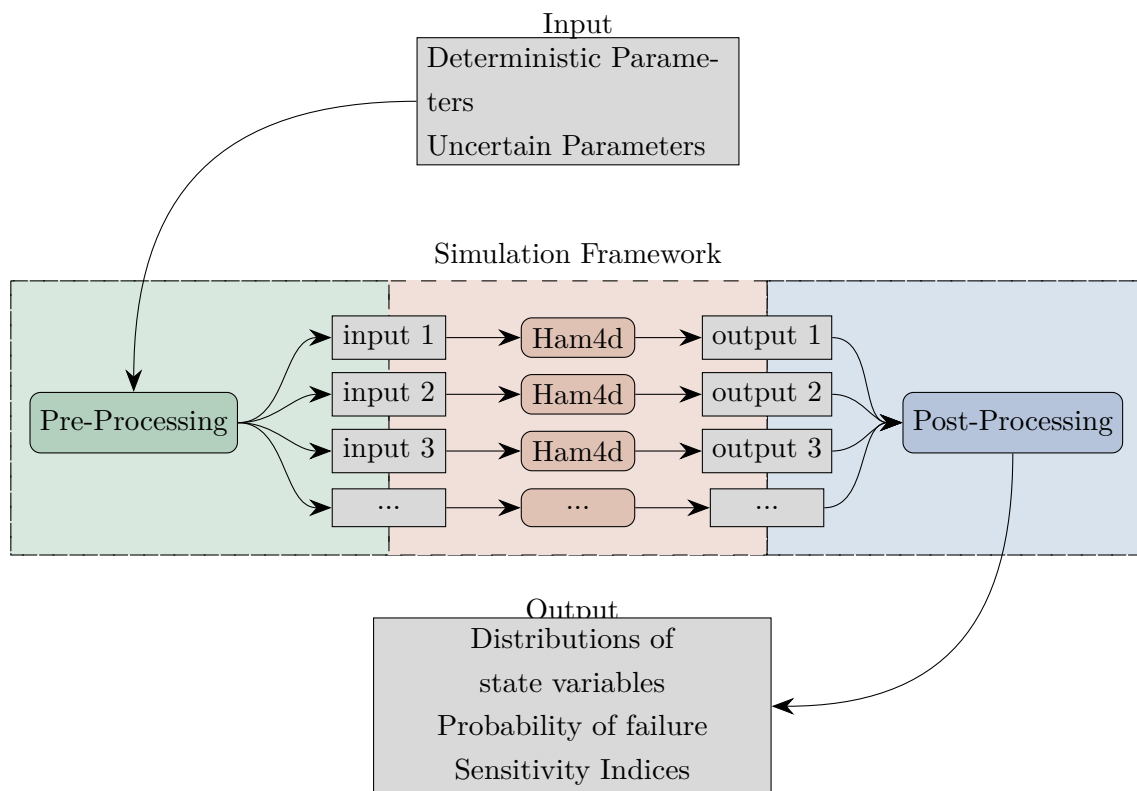 Input
Deterministic Parame-
ters
Uncertain Parameters
Simulation Framework
input 1
Ham4d
output 1
input 2
Ham4d
output 2
Pre-Processing
Post-Processing
input 3
Ham4d
output 3
...
...
...
Output
Distributions of
state variables
Probability of failure
Sensitivity Indices